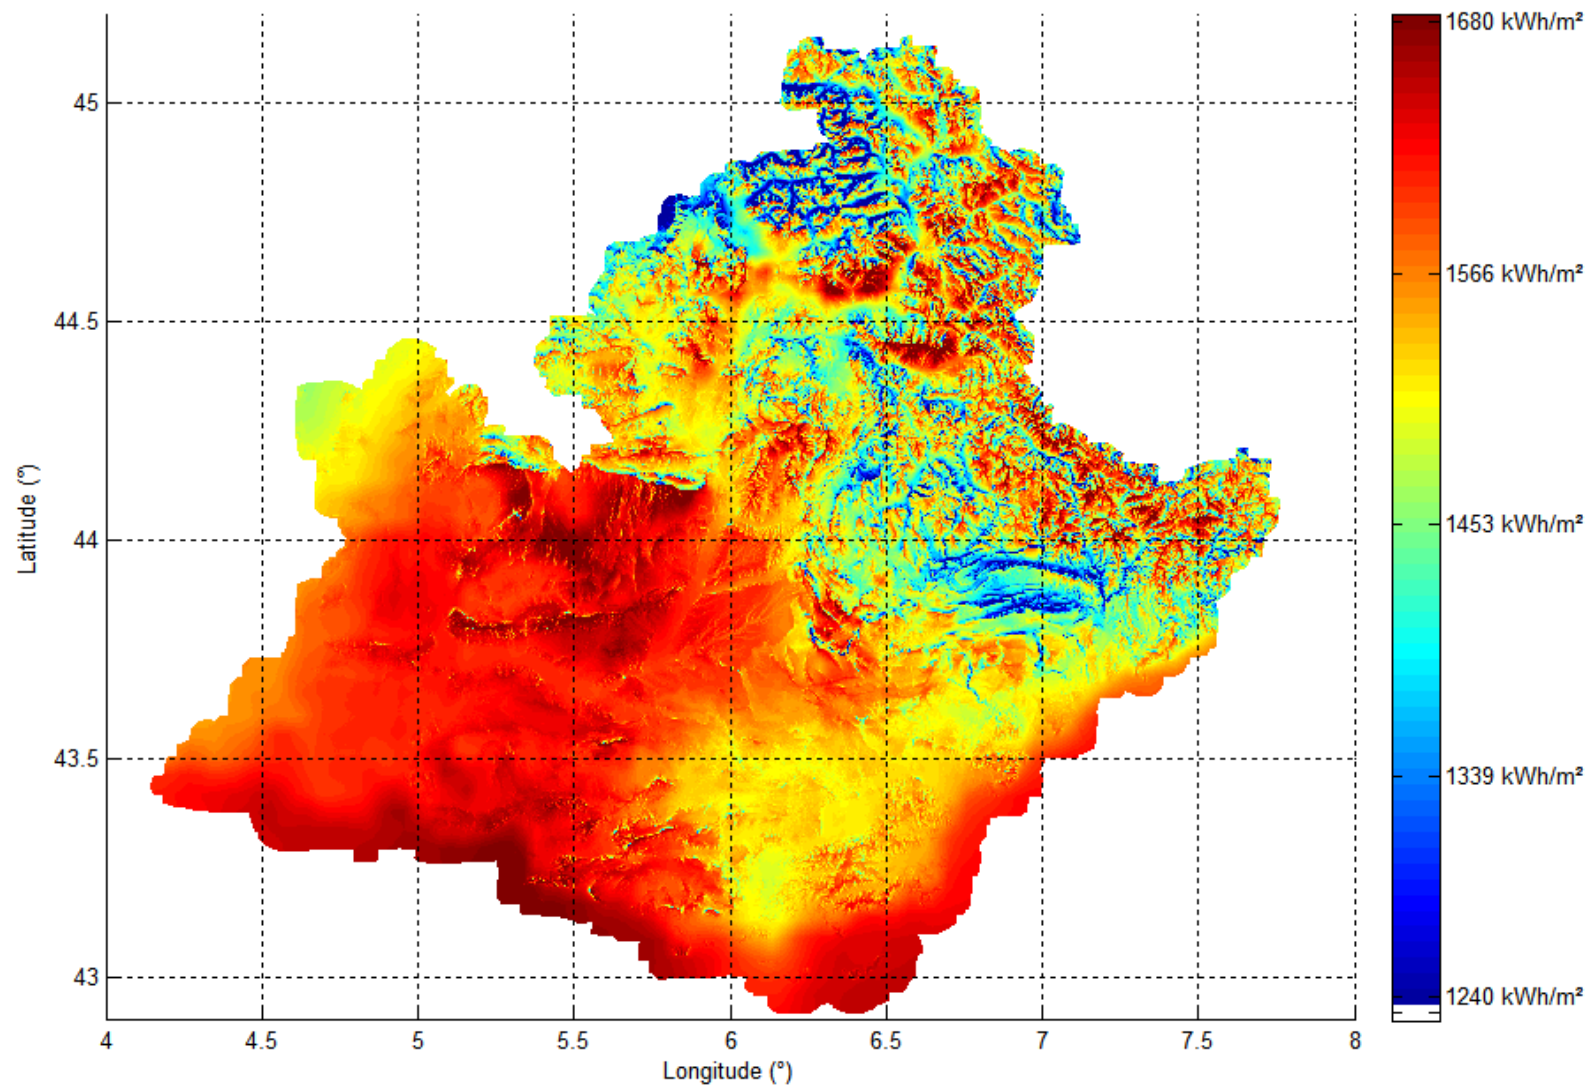 1680 kWh/m²
45
1566 kWh/m²
44.5
1453 kWh/m²
Latitude (°)
44
1339 kWh/m²
43.5
43
1240 kWh/m²
4 4.5 5 5.5 6 6.5 7 7.5 8
Longitude (°)